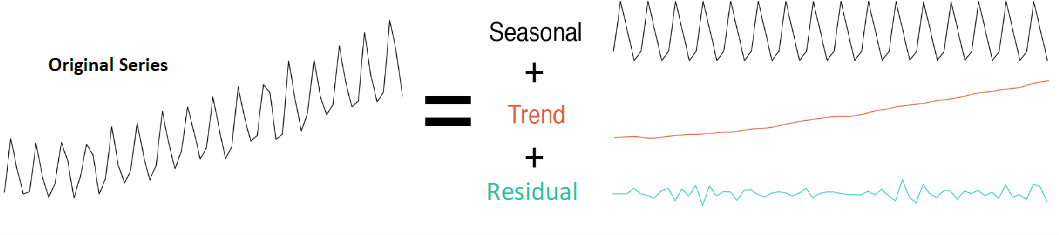 Original Series
=
Seasonal
+
Trend
+
Residual